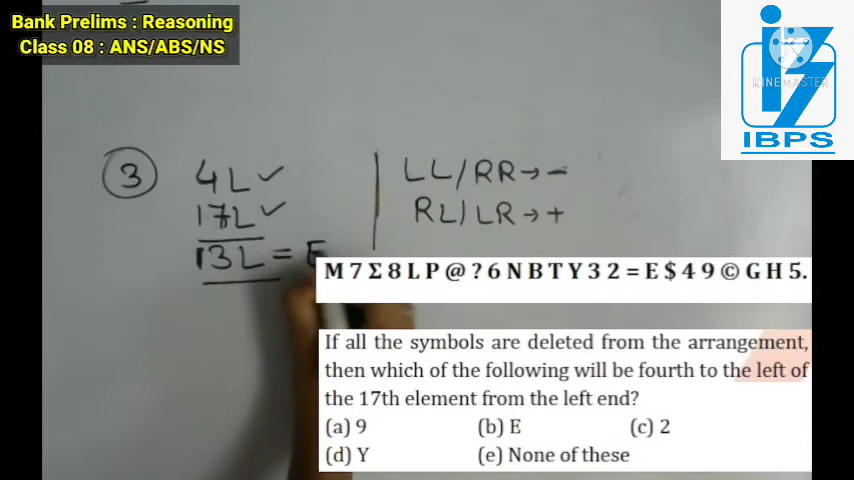 Bank Prelims : Reasoning
Class 08 : ANS/ABS/NS
KINEMASTER
IBPS
3
4L ✓
17L ✓
13L = E
LL/RR → -
RL/LR → +
M 7 Σ 8 L P @ ? 6 N B T Y 3 2 = E $ 4 9 © G H 5.
If all the symbols are deleted from the arrangement,
then which of the following will be fourth to the left of
the 17th element from the left end?
(a) 9 (b) E (c) 2
(d) Y (e) None of these